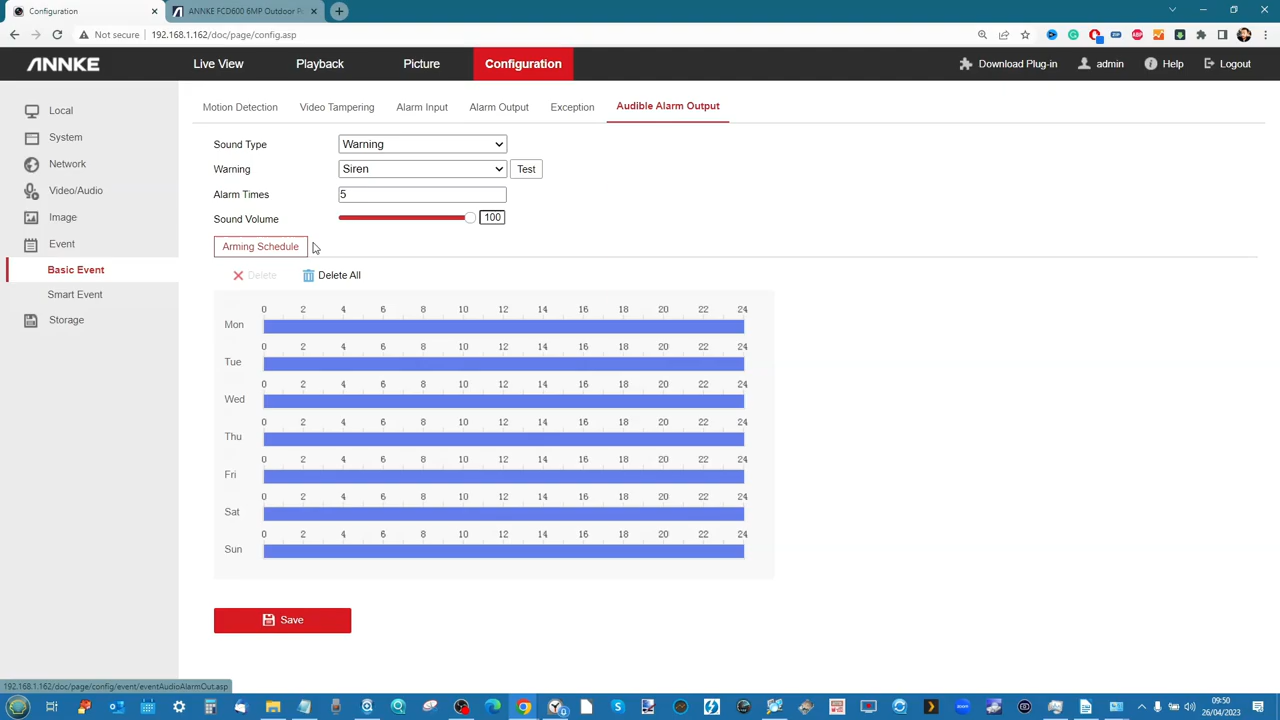 Configuration
ANNKE FCD600 6MP Outdoor P
Not secure 192.168.1.162/doc/page/config.asp
ANNKE Live View Playback Picture Configuration Download Plug-in admin Help Logout
Local
System
Network
Video/Audio
Image
Event
Basic Event
Smart Event
Storage
Motion Detection Video Tampering Alarm Input Alarm Output Exception Audible Alarm Output
Sound Type Warning
Warning Siren Test
Alarm Times 5
Sound Volume 100
Arming Schedule
Delete Delete All
0 2 4 6 8 10 12 14 16 18 20 22 24
Mon
0 2 4 6 8 10 12 14 16 18 20 22 24
Tue
0 2 4 6 8 10 12 14 16 18 20 22 24
Wed
0 2 4 6 8 10 12 14 16 18 20 22 24
Thu
0 2 4 6 8 10 12 14 16 18 20 22 24
Fri
0 2 4 6 8 10 12 14 16 18 20 22 24
Sat
0 2 4 6 8 10 12 14 16 18 20 22 24
Sun
Save
192.168.1.162/doc/page/config/event/eventAudioAlarmOut.asp
09:50
26/04/2023